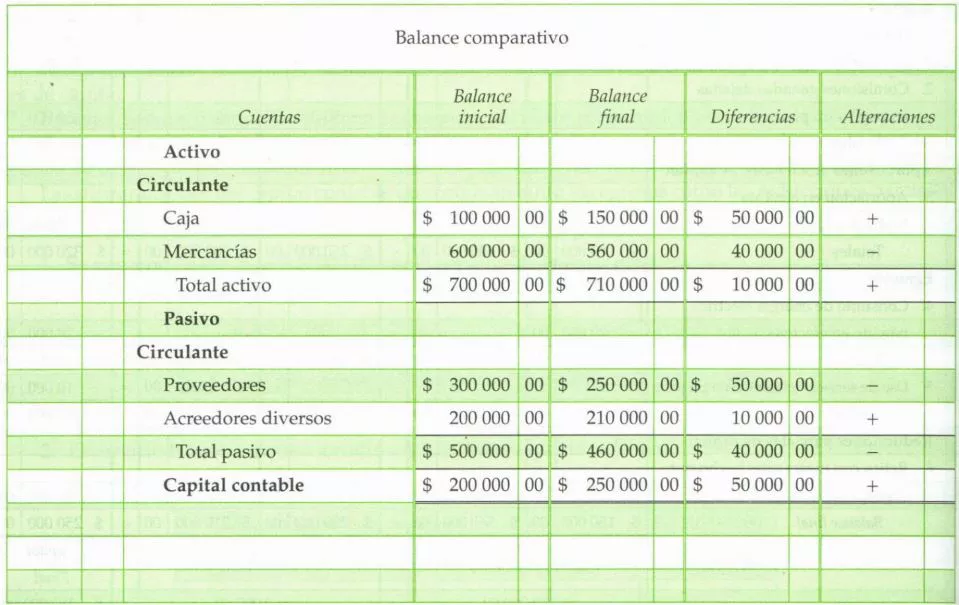 Balance comparativo
Cuentas Balance inicial Balance final Diferencias Alteraciones
Activo
Circulante
Caja $ 100 000 00 $ 150 000 00 $ 50 000 00 +
Mercancías 600 000 00 560 000 00 40 000 00 –
Total activo $ 700 000 00 $ 710 000 00 $ 10 000 00 +
Pasivo
Circulante
Proveedores $ 300 000 00 $ 250 000 00 $ 50 000 00 –
Acreedores diversos 200 000 00 210 000 00 10 000 00 +
Total pasivo $ 500 000 00 $ 460 000 00 $ 40 000 00 –
Capital contable $ 200 000 00 $ 250 000 00 $ 50 000 00 +